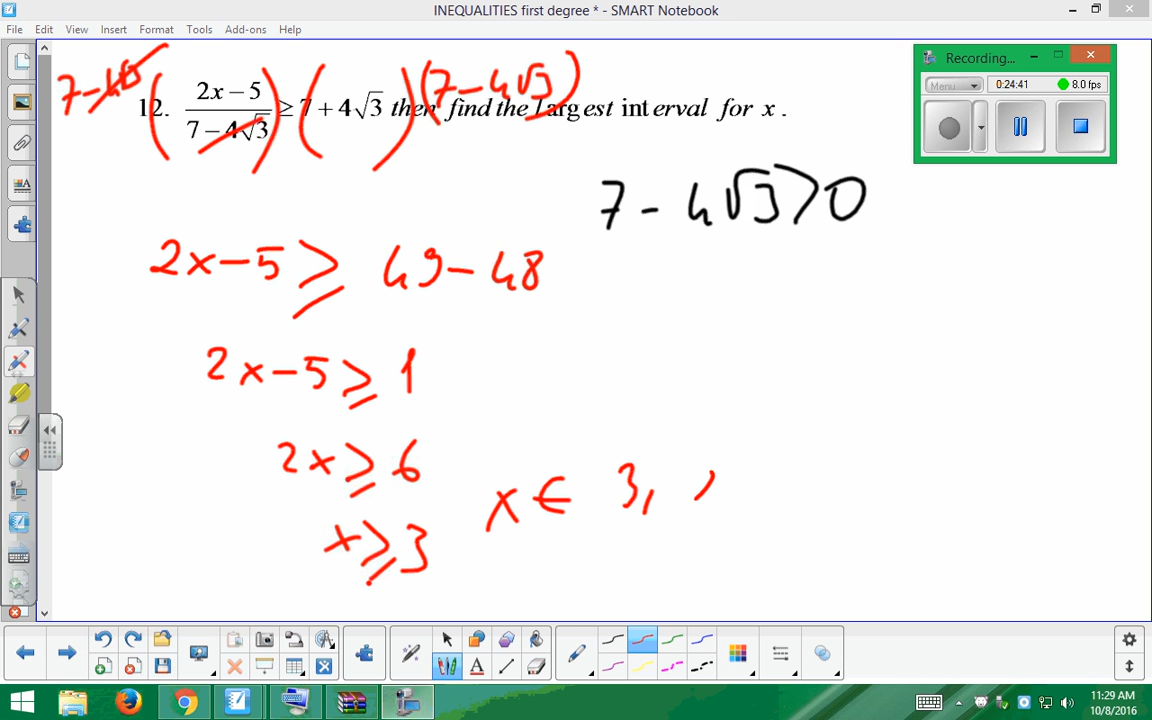 INEQUALITIES first degree * - SMART Notebook
File Edit View Insert Format Tools Add-ons Help
Recording...
Menu 0:24:41 8.0 fps
7-4√3
12. (2x − 5)/(7 − 4√3) ≥ 7 + 4√3 then find the largest interval for x .
(7-4√3)
7 - 4√3 > 0
2x-5 ≥ 49-48
2x-5 ≥ 1
2x ≥ 6
x ∈ 3,
x ≥ 3
11:29 AM
10/8/2016